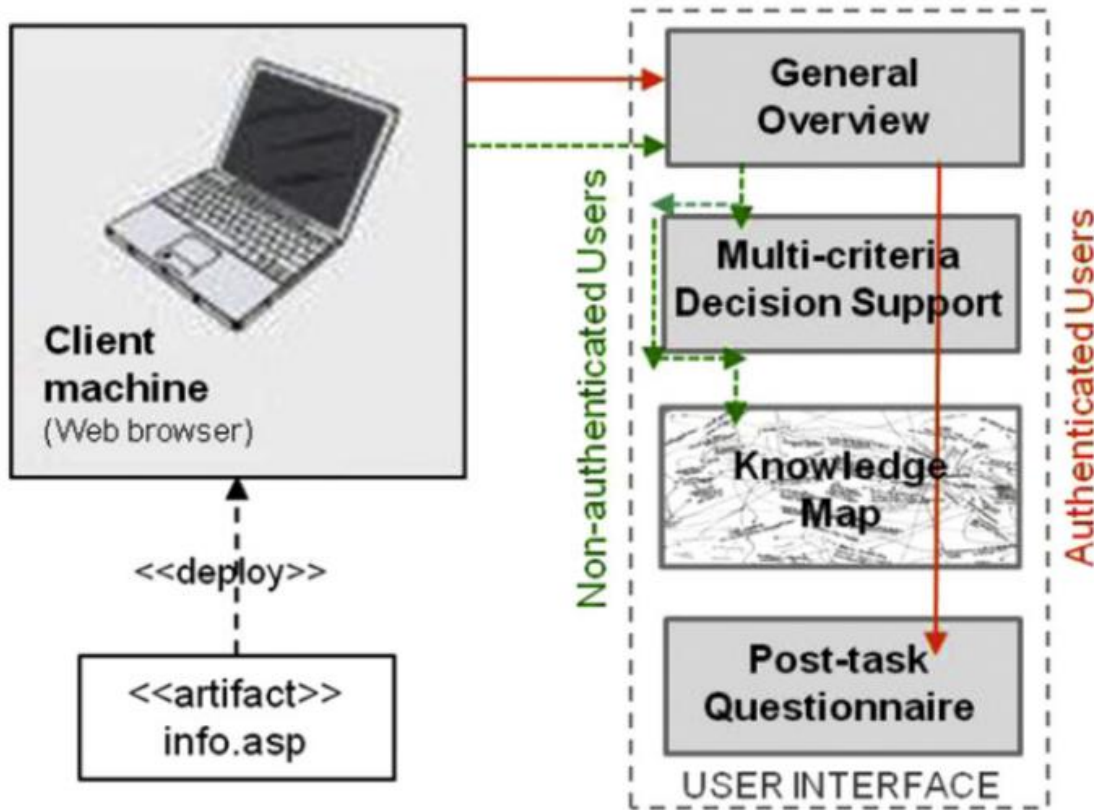 Client
machine
(Web browser)
<<deploy>>
<<artifact>>
info.asp
Non-authenticated Users
General
Overview
Multi-criteria
Decision Support
Knowledge
Map
Post-task
Questionnaire
USER INTERFACE
Authenticated Users